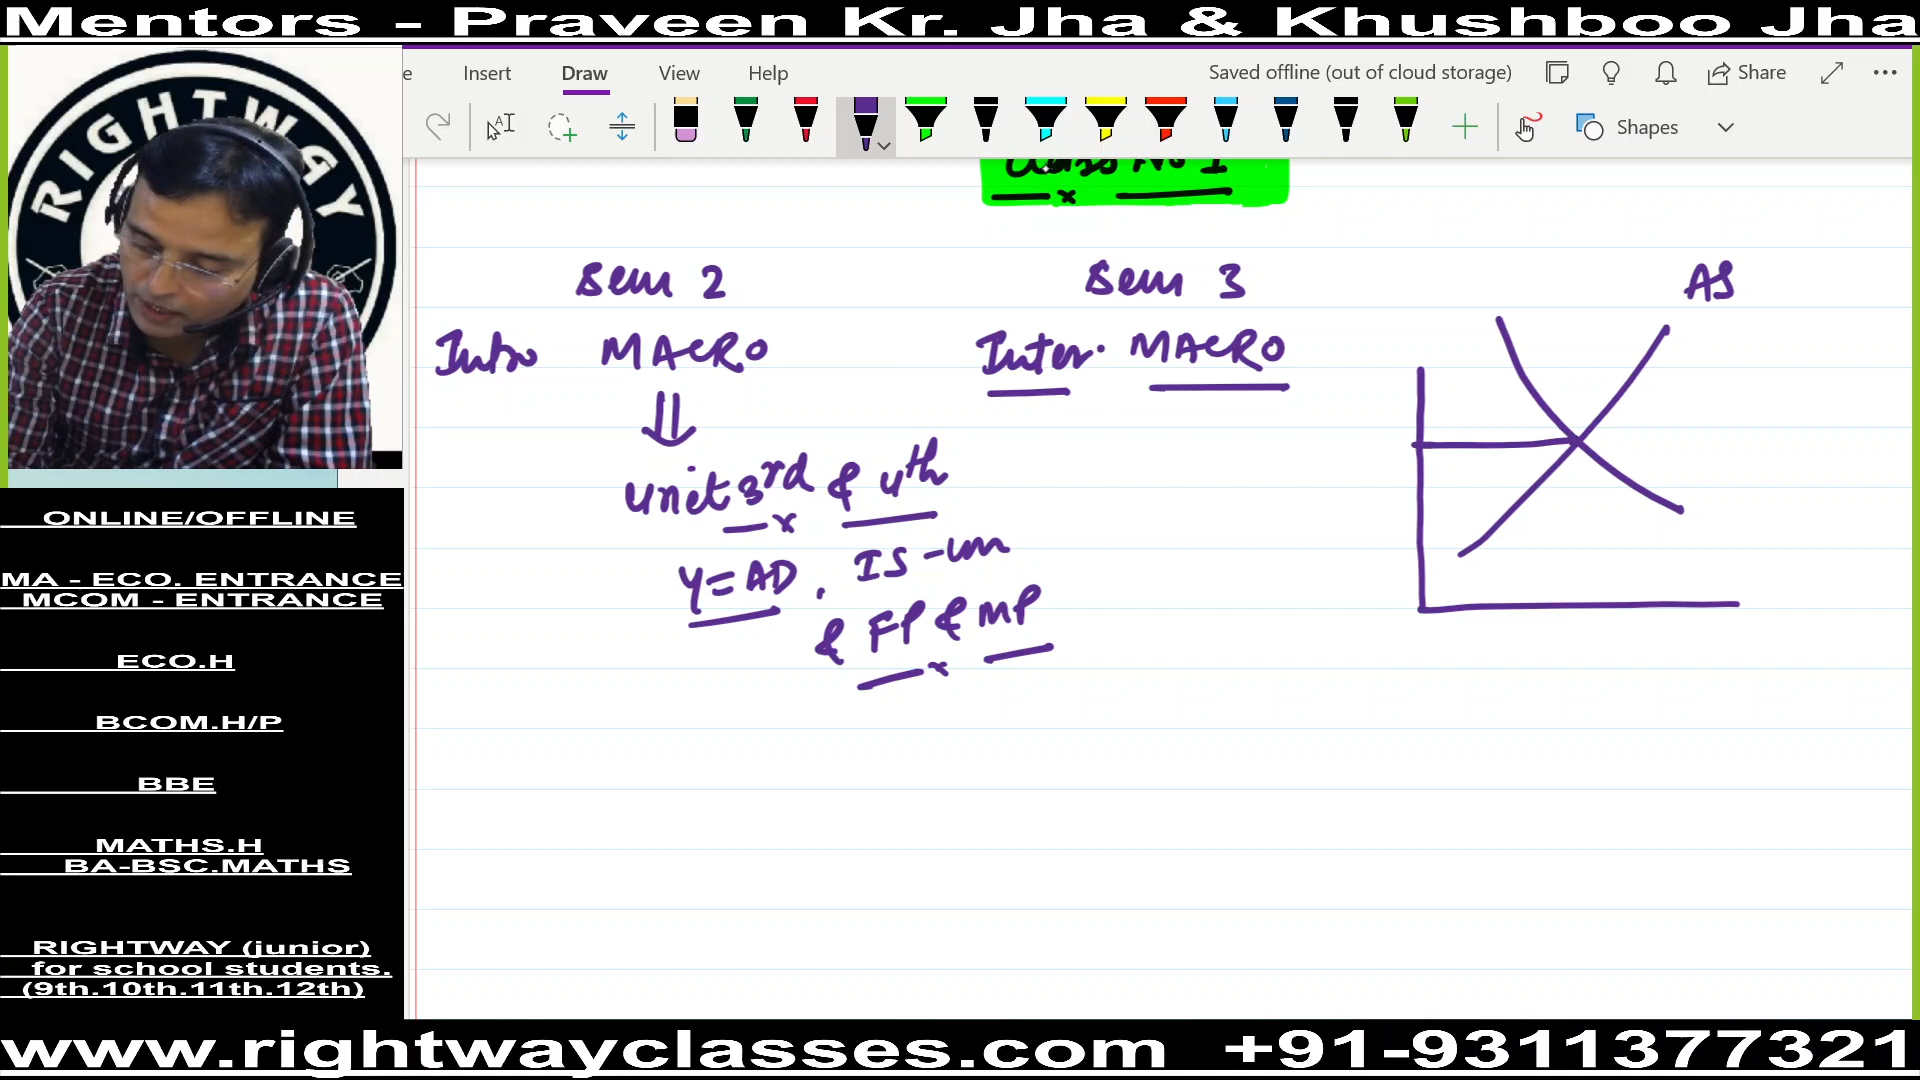 Mentors - Praveen Kr. Jha & Khushboo Jha
RIGHTWAY
Insert Draw View Help
Saved offline (out of cloud storage)
Share
Shapes
Class No 1
Sem 2
Sem 3
AS
Intro MACRO
Inter. MACRO
unit 3rd & 4th
Y=AD, IS-LM
& FP & MP
ONLINE/OFFLINE
MA - ECO. ENTRANCE
MCOM - ENTRANCE
ECO.H
BCOM.H/P
BBE
MATHS.H
BA-BSC.MATHS
RIGHTWAY (junior)
for school students.
(9th.10th.11th.12th)
www.rightwayclasses.com +91-9311377321